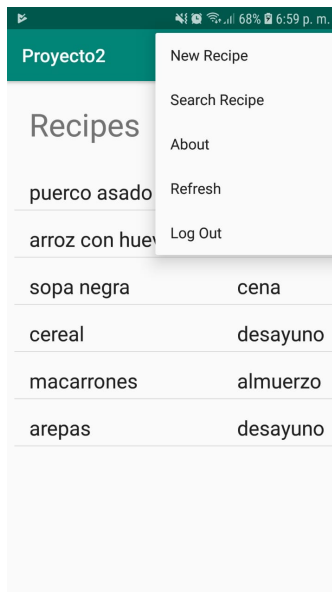 68% 6:59 p. m.
Proyecto2
New Recipe
Search Recipe
About
Refresh
Log Out
Recipes
puerco asado
arroz con
sopa negra cena
cereal desayuno
macarrones almuerzo
arepas desayuno